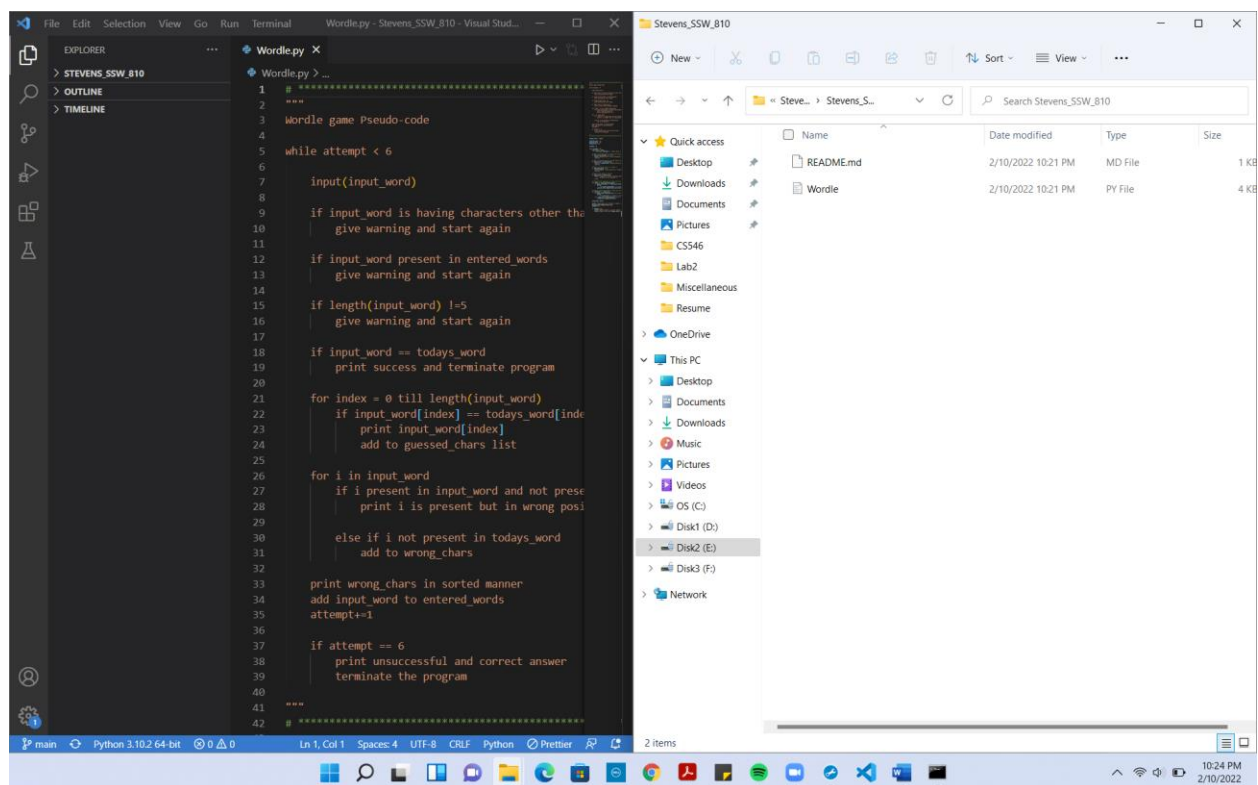 File Edit Selection View Go Run Terminal Wordle.py - Stevens_SSW_810 - Visual Stud...
EXPLORER
STEVENS_SSW_810
OUTLINE
TIMELINE
Wordle.py
Wordle.py > ...
1 # ****************************************************
2 """
3 Wordle game Pseudo-code
4
5 while attempt < 6
6
7 input(input_word)
8
9 if input_word is having characters other tha
10 give warning and start again
11
12 if input_word present in entered_words
13 give warning and start again
14
15 if length(input_word) !=5
16 give warning and start again
17
18 if input_word == todays_word
19 print success and terminate program
20
21 for index = 0 till length(input_word)
22 if input_word[index] == todays_word[inde
23 print input_word[index]
24 add to guessed_chars list
25
26 for i in input_word
27 if i present in input_word and not prese
28 print i is present but in wrong posi
29
30 else if i not present in todays_word
31 add to wrong_chars
32
33 print wrong_chars in sorted manner
34 add input_word to entered_words
35 attempt+=1
36
37 if attempt == 6
38 print unsuccessful and correct answer
39 terminate the program
40
41 """
42 # ****************************************************
main Python 3.10.2 64-bit 0 0 Ln 1, Col 1 Spaces: 4 UTF-8 CRLF Python Prettier
Stevens_SSW_810
New Sort View ...
« Steve... > Stevens_S... Search Stevens_SSW_810
Name Date modified Type Size
README.md 2/10/2022 10:21 PM MD File 1 KB
Wordle 2/10/2022 10:21 PM PY File 4 KB
Quick access
Desktop
Downloads
Documents
Pictures
CS546
Lab2
Miscellaneous
Resume
OneDrive
This PC
Desktop
Documents
Downloads
Music
Pictures
Videos
OS (C:)
Disk1 (D:)
Disk2 (E:)
Disk3 (F:)
Network
2 items
10:24 PM
2/10/2022